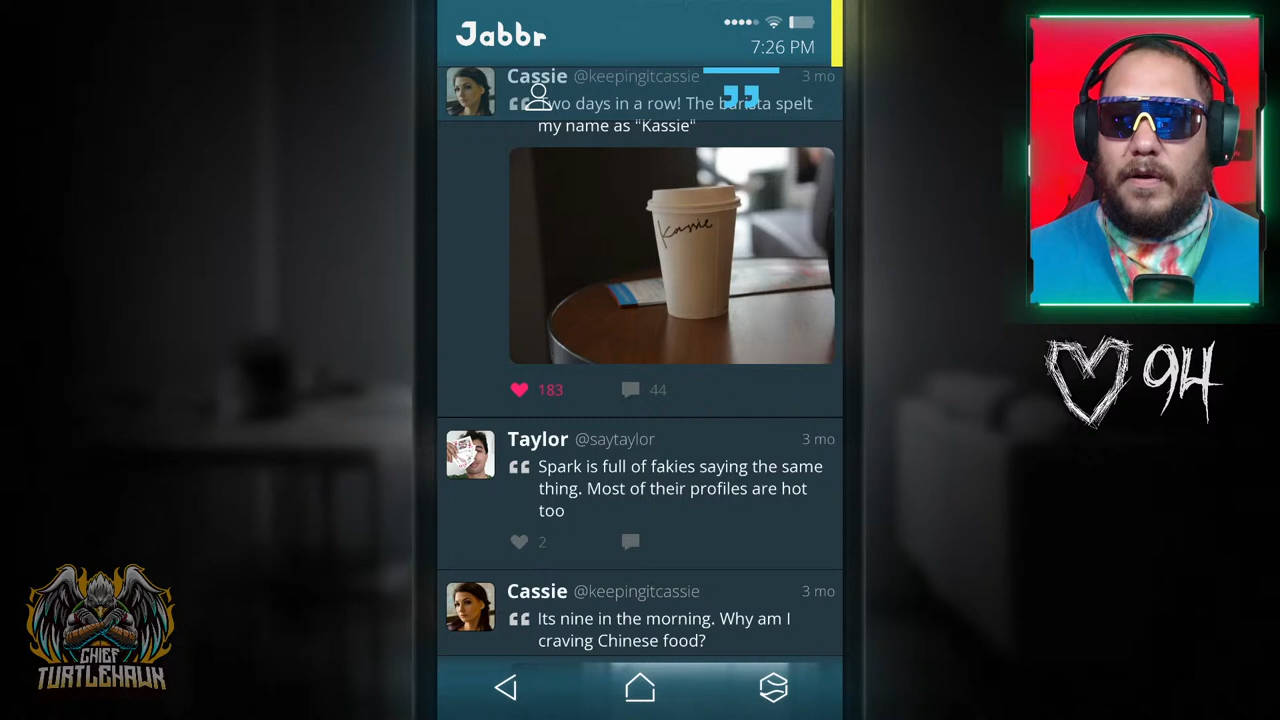 Jabbr
7:26 PM
Cassie @keepingitcassie 3 mo
Two days in a row! The barista spelt
my name as "Kassie"
Kassie
183 44
94
Taylor @saytaylor 3 mo
Spark is full of fakies saying the same
thing. Most of their profiles are hot
too
2
Cassie @keepingitcassie 3 mo
Its nine in the morning. Why am I
craving Chinese food?
CHIEF
TURTLEHAWK